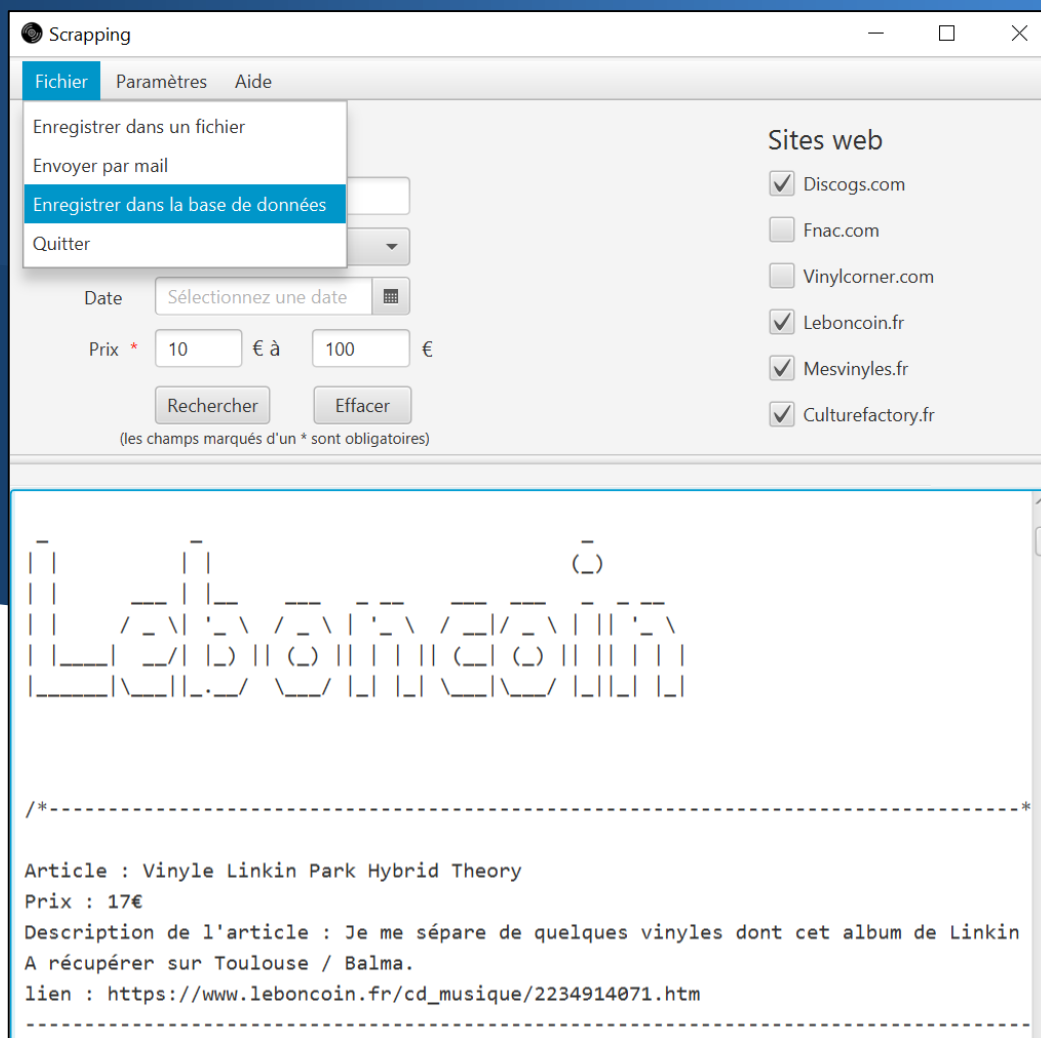 Scrapping
Fichier Paramètres Aide
Enregistrer dans un fichier
Envoyer par mail
Enregistrer dans la base de données
Quitter
Date Sélectionnez une date
Prix * 10 € à 100 €
Rechercher Effacer
(les champs marqués d'un * sont obligatoires)
Sites web
Discogs.com
Fnac.com
Vinylcorner.com
Leboncoin.fr
Mesvinyles.fr
Culturefactory.fr
Leboncoin
/*----------------------------------------------------------------------------------*
Article : Vinyle Linkin Park Hybrid Theory
Prix : 17€
Description de l'article : Je me sépare de quelques vinyles dont cet album de Linkin
A récupérer sur Toulouse / Balma.
lien : https://www.leboncoin.fr/cd_musique/2234914071.htm
-------------------------------------------------------------------------------------